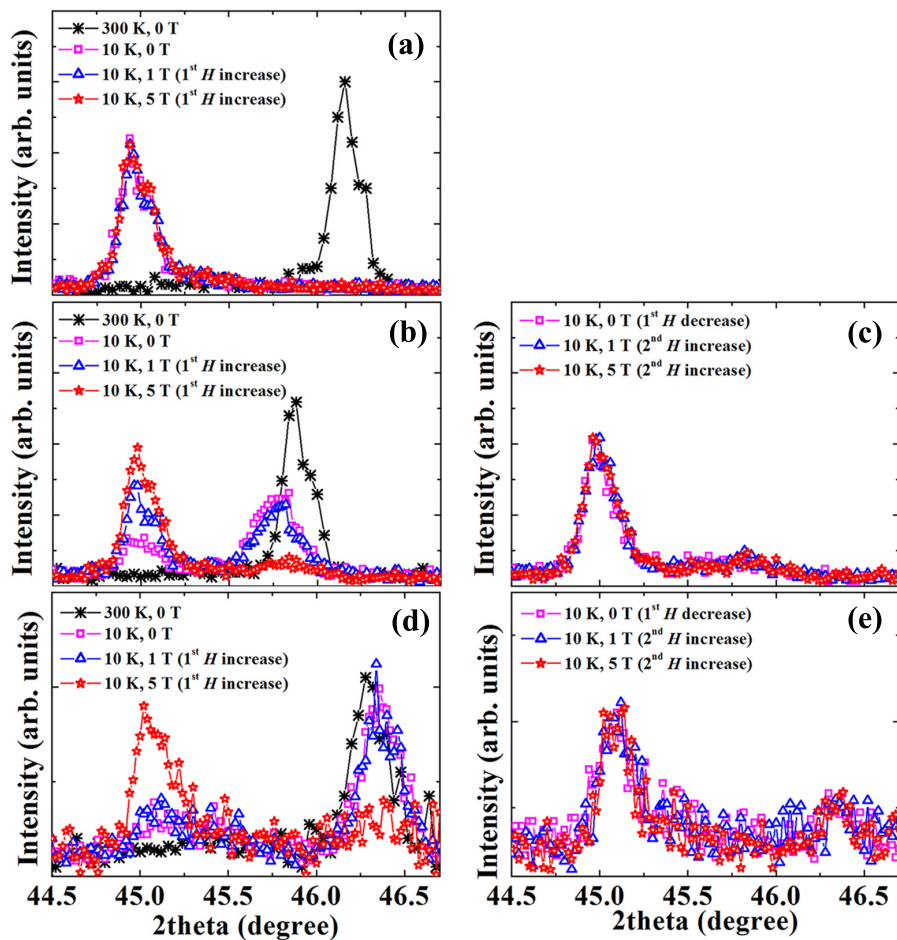 (a)
300 K, 0 T
10 K, 0 T
10 K, 1 T (1st H increase)
10 K, 5 T (1st H increase)
Intensity (arb. units)
(b)
300 K, 0 T
10 K, 0 T
10 K, 1 T (1st H increase)
10 K, 5 T (1st H increase)
Intensity (arb. units)
(c)
10 K, 0 T (1st H decrease)
10 K, 1 T (2nd H increase)
10 K, 5 T (2nd H increase)
Intensity (arb. units)
(d)
300 K, 0 T
10 K, 0 T
10 K, 1 T (1st H increase)
10 K, 5 T (1st H increase)
Intensity (arb. units)
44.5 45.0 45.5 46.0 46.5
2theta (degree)
(e)
10 K, 0 T (1st H decrease)
10 K, 1 T (2nd H increase)
10 K, 5 T (2nd H increase)
Intensity (arb. units)
44.5 45.0 45.5 46.0 46.5
2theta (degree)